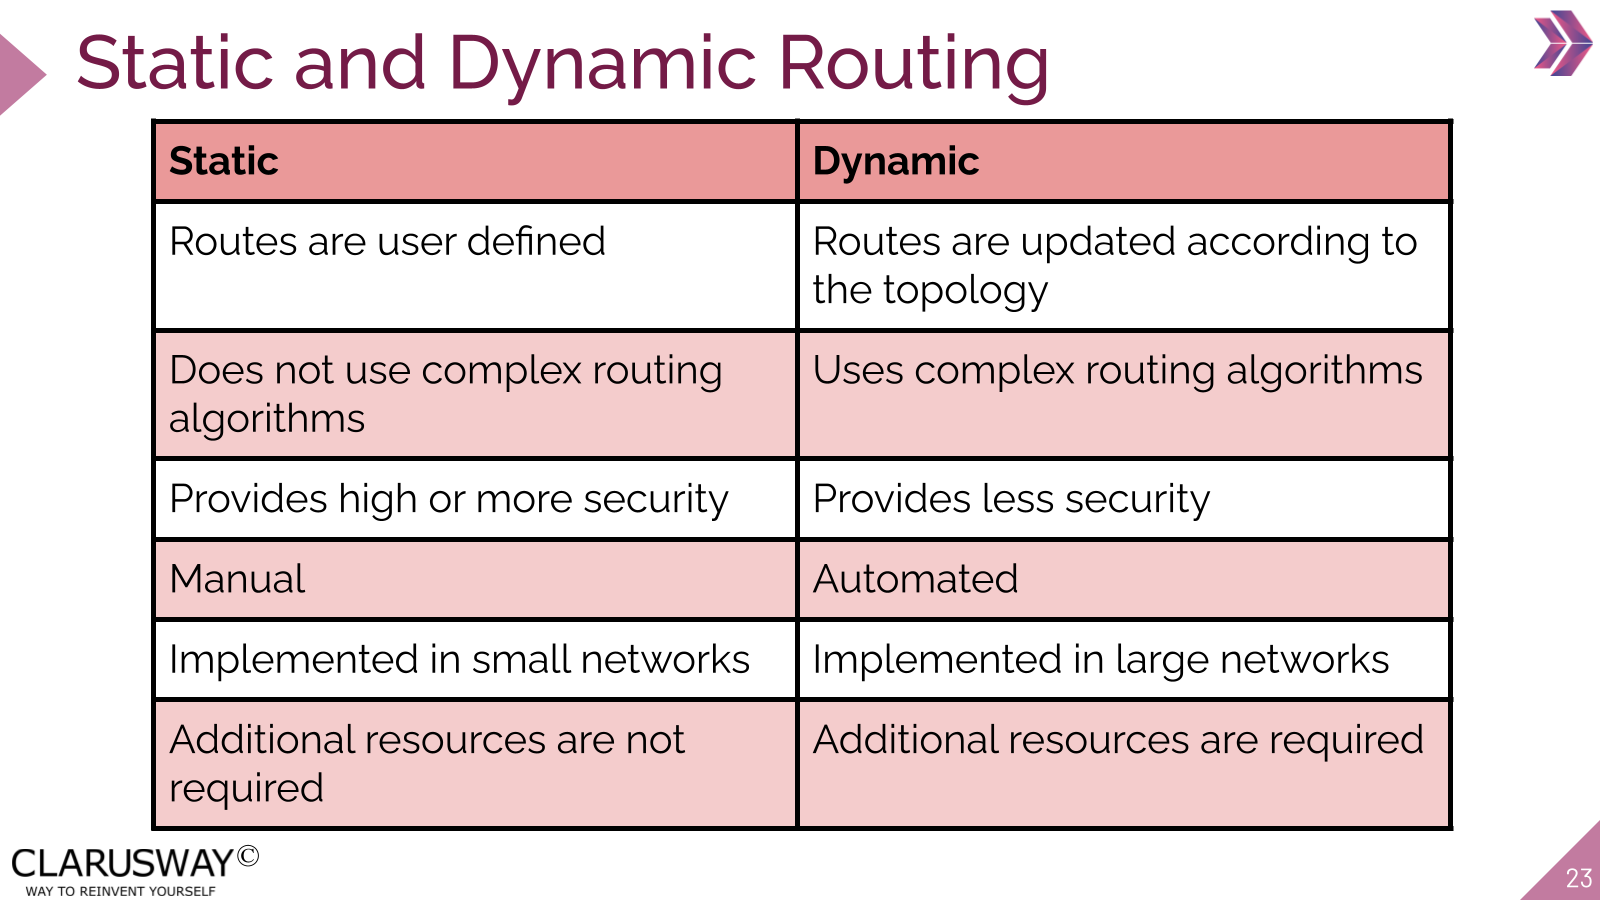 Static and Dynamic Routing
Static
Dynamic
Routes are user defined
Routes are updated according to
the topology
Does not use complex routing
algorithms
Uses complex routing algorithms
Provides high or more security
Provides less security
Manual
Automated
Implemented in small networks
Implemented in large networks
Additional resources are not
required
Additional resources are required
CLARUSWAY©
WAY TO REINVENT YOURSELF
23